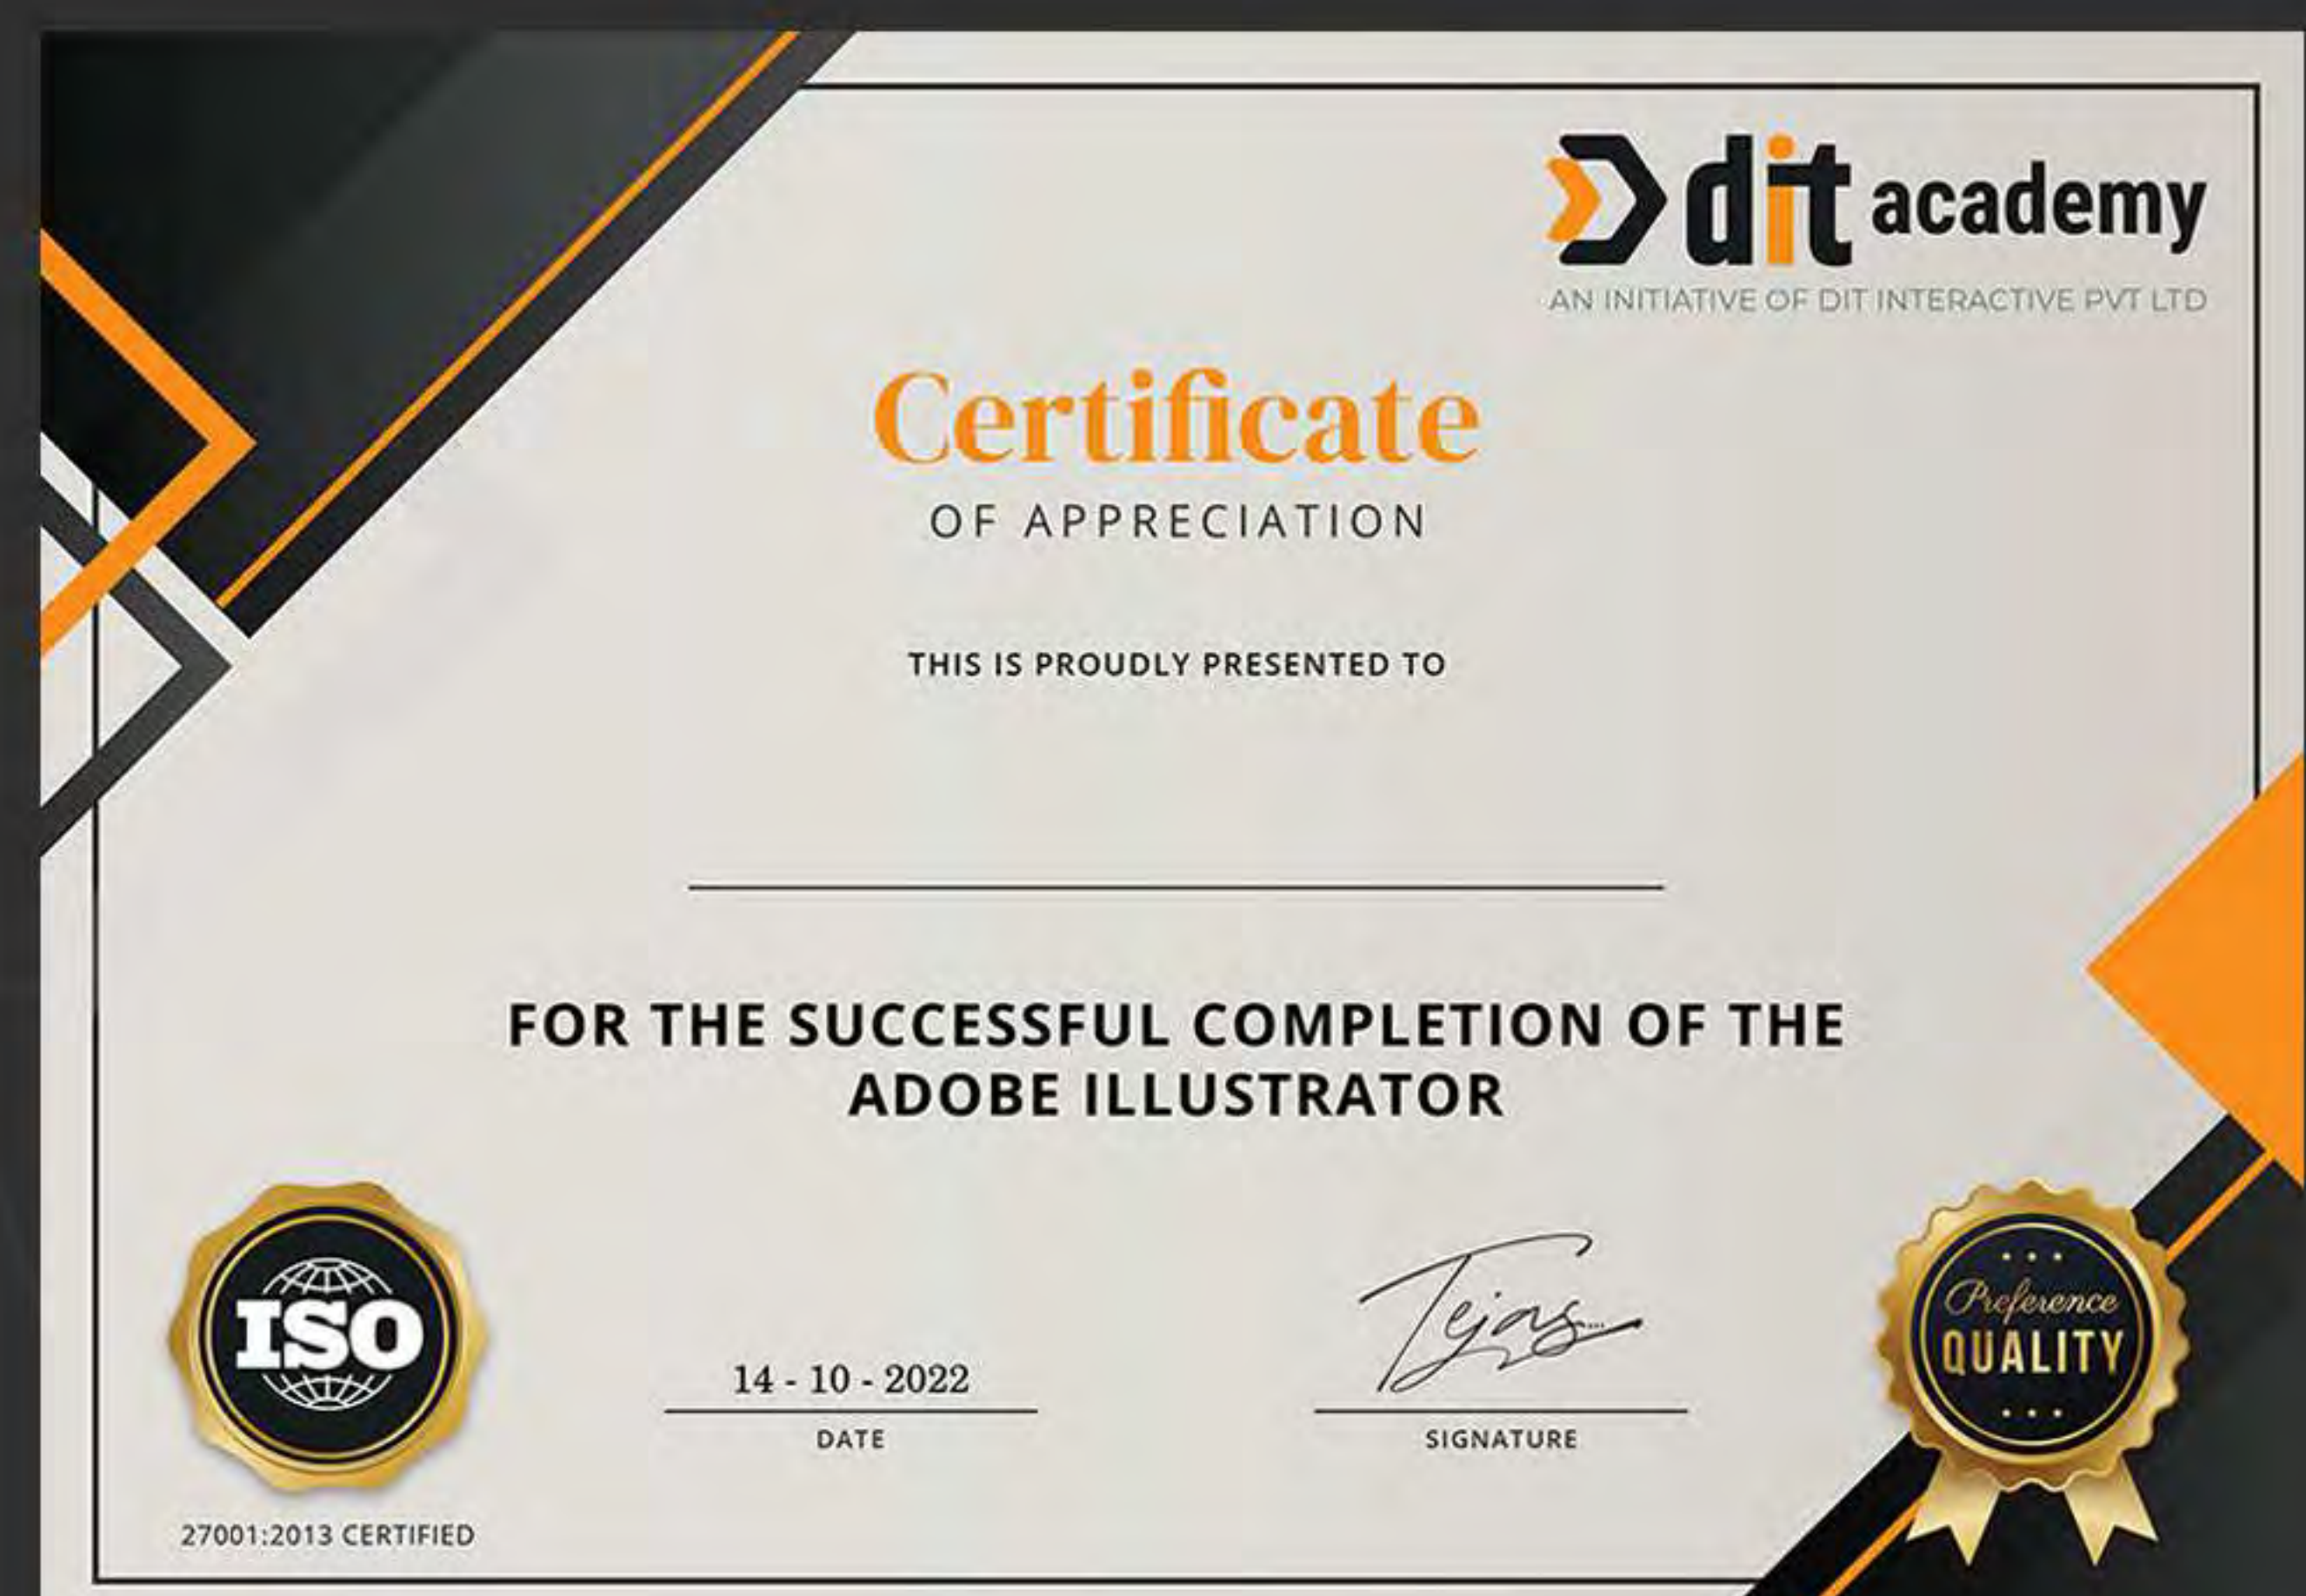 dit academy
AN INITIATIVE OF DIT INTERACTIVE PVT LTD
Certificate
OF APPRECIATION
THIS IS PROUDLY PRESENTED TO
FOR THE SUCCESSFUL COMPLETION OF THE
ADOBE ILLUSTRATOR
ISO
27001:2013 CERTIFIED
14 - 10 - 2022
DATE
Tejas
SIGNATURE
Preference
QUALITY